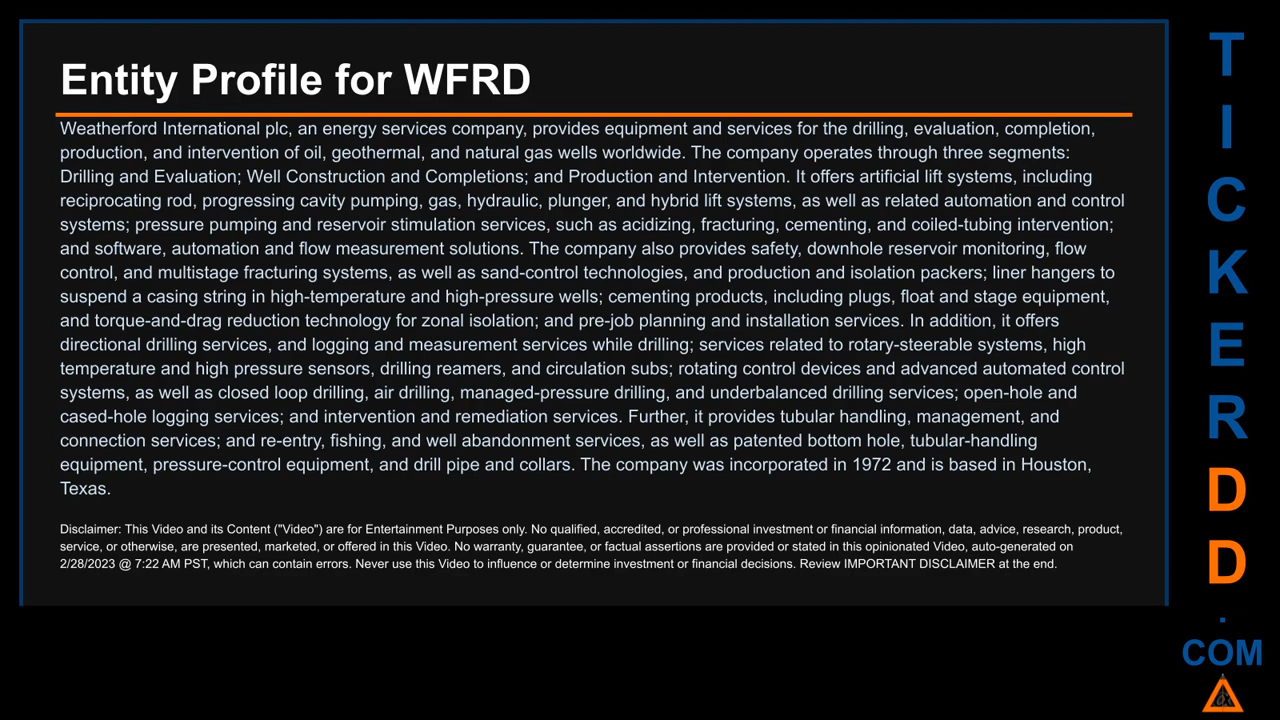 Entity Profile for WFRD
Weatherford International plc, an energy services company, provides equipment and services for the drilling, evaluation, completion,
production, and intervention of oil, geothermal, and natural gas wells worldwide. The company operates through three segments:
Drilling and Evaluation; Well Construction and Completions; and Production and Intervention. It offers artificial lift systems, including
reciprocating rod, progressing cavity pumping, gas, hydraulic, plunger, and hybrid lift systems, as well as related automation and control
systems; pressure pumping and reservoir stimulation services, such as acidizing, fracturing, cementing, and coiled-tubing intervention;
and software, automation and flow measurement solutions. The company also provides safety, downhole reservoir monitoring, flow
control, and multistage fracturing systems, as well as sand-control technologies, and production and isolation packers; liner hangers to
suspend a casing string in high-temperature and high-pressure wells; cementing products, including plugs, float and stage equipment,
and torque-and-drag reduction technology for zonal isolation; and pre-job planning and installation services. In addition, it offers
directional drilling services, and logging and measurement services while drilling; services related to rotary-steerable systems, high
temperature and high pressure sensors, drilling reamers, and circulation subs; rotating control devices and advanced automated control
systems, as well as closed loop drilling, air drilling, managed-pressure drilling, and underbalanced drilling services; open-hole and
cased-hole logging services; and intervention and remediation services. Further, it provides tubular handling, management, and
connection services; and re-entry, fishing, and well abandonment services, as well as patented bottom hole, tubular-handling
equipment, pressure-control equipment, and drill pipe and collars. The company was incorporated in 1972 and is based in Houston,
Texas.
Disclaimer: This Video and its Content ("Video") are for Entertainment Purposes only. No qualified, accredited, or professional investment or financial information, data, advice, research, product,
service, or otherwise, are presented, marketed, or offered in this Video. No warranty, guarantee, or factual assertions are provided or stated in this opinionated Video, auto-generated on
2/28/2023 @ 7:22 AM PST, which can contain errors. Never use this Video to influence or determine investment or financial decisions. Review IMPORTANT DISCLAIMER at the end.
T
I
C
K
E
R
D
D
.
COM